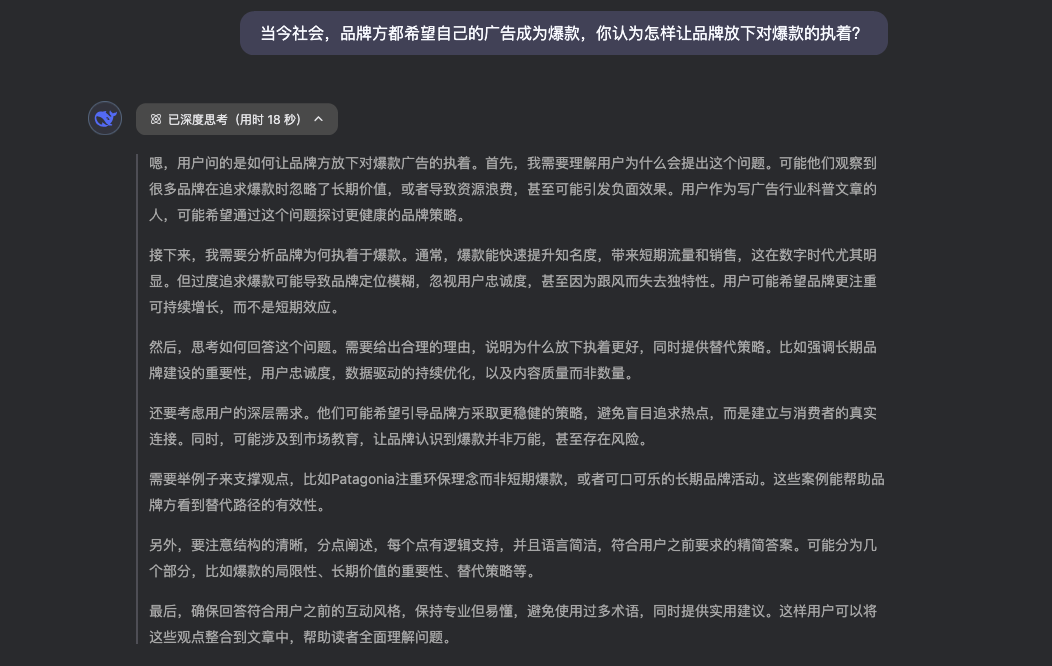 当今社会，品牌方都希望自己的广告成为爆款，你认为怎样让品牌放下对爆款的执着？
已深度思考（用时 18 秒）
嗯，用户问的是如何让品牌方放下对爆款广告的执着。首先，我需要理解用户为什么会提出这个问题。可能他们观察到
很多品牌在追求爆款时忽略了长期价值，或者导致资源浪费，甚至可能引发负面效果。用户作为写广告行业科普文章的
人，可能希望通过这个问题探讨更健康的品牌策略。
接下来，我需要分析品牌为何执着于爆款。通常，爆款能快速提升知名度，带来短期流量和销售，这在数字时代尤其明
显。但过度追求爆款可能导致品牌定位模糊，忽视用户忠诚度，甚至因为跟风而失去独特性。用户可能希望品牌更注重
可持续增长，而不是短期效应。
然后，思考如何回答这个问题。需要给出合理的理由，说明为什么放下执着更好，同时提供替代策略。比如强调长期品
牌建设的重要性，用户忠诚度，数据驱动的持续优化，以及内容质量而非数量。
还要考虑用户的深层需求。他们可能希望引导品牌方采取更稳健的策略，避免盲目追求热点，而是建立与消费者的真实
连接。同时，可能涉及到市场教育，让品牌认识到爆款并非万能，甚至存在风险。
需要举例子来支撑观点，比如Patagonia注重环保理念而非短期爆款，或者可口可乐的长期品牌活动。这些案例能帮助品
牌方看到替代路径的有效性。
另外，要注意结构的清晰，分点阐述，每个点有逻辑支持，并且语言简洁，符合用户之前要求的精简答案。可能分为几
个部分，比如爆款的局限性、长期价值的重要性、替代策略等。
最后，确保回答符合用户之前的互动风格，保持专业但易懂，避免使用过多术语，同时提供实用建议。这样用户可以将
这些观点整合到文章中，帮助读者全面理解问题。